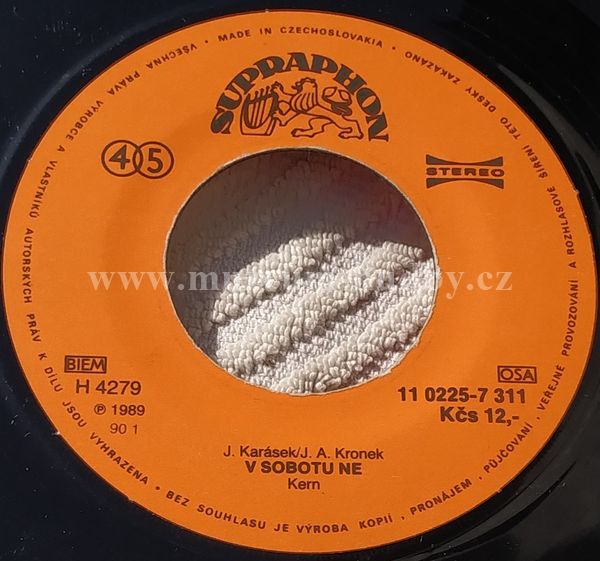 VŠECHNA PRÁVA VÝROBCE A VLASTNÍKŮ AUTORSKÝCH PRÁV K DÍLU JSOU VYHRAZENA • BEZ SOUHLASU JE VÝROBA KOPIÍ, PRONÁJEM, PŮJČOVÁNÍ, VEŘEJNÉ PROVOZOVÁNÍ A ROZHLASOVÉ ŠÍŘENÍ TÉTO DESKY ZAKÁZÁNO • MADE IN CZECHOSLOVAKIA •
SUPRAPHON
45
STEREO
BIEM
H 4279
℗ 1989
90 1
OSA
11 0225-7 311
Kčs 12,-
J. Karásek/J. A. Kronek
V SOBOTU NE
Kern